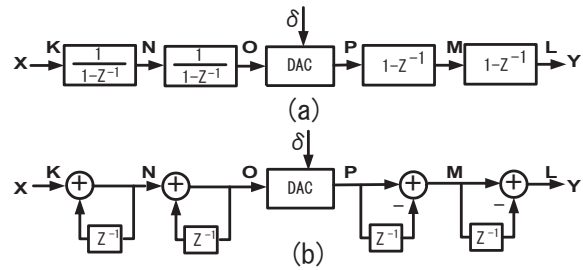 δ
X K 1/1-Z⁻¹ N 1/1-Z⁻¹ O DAC P 1-Z⁻¹ M 1-Z⁻¹ L Y
(a)
δ
X K + N + O DAC P + M + L Y
− −
Z⁻¹ Z⁻¹ Z⁻¹ Z⁻¹
(b)